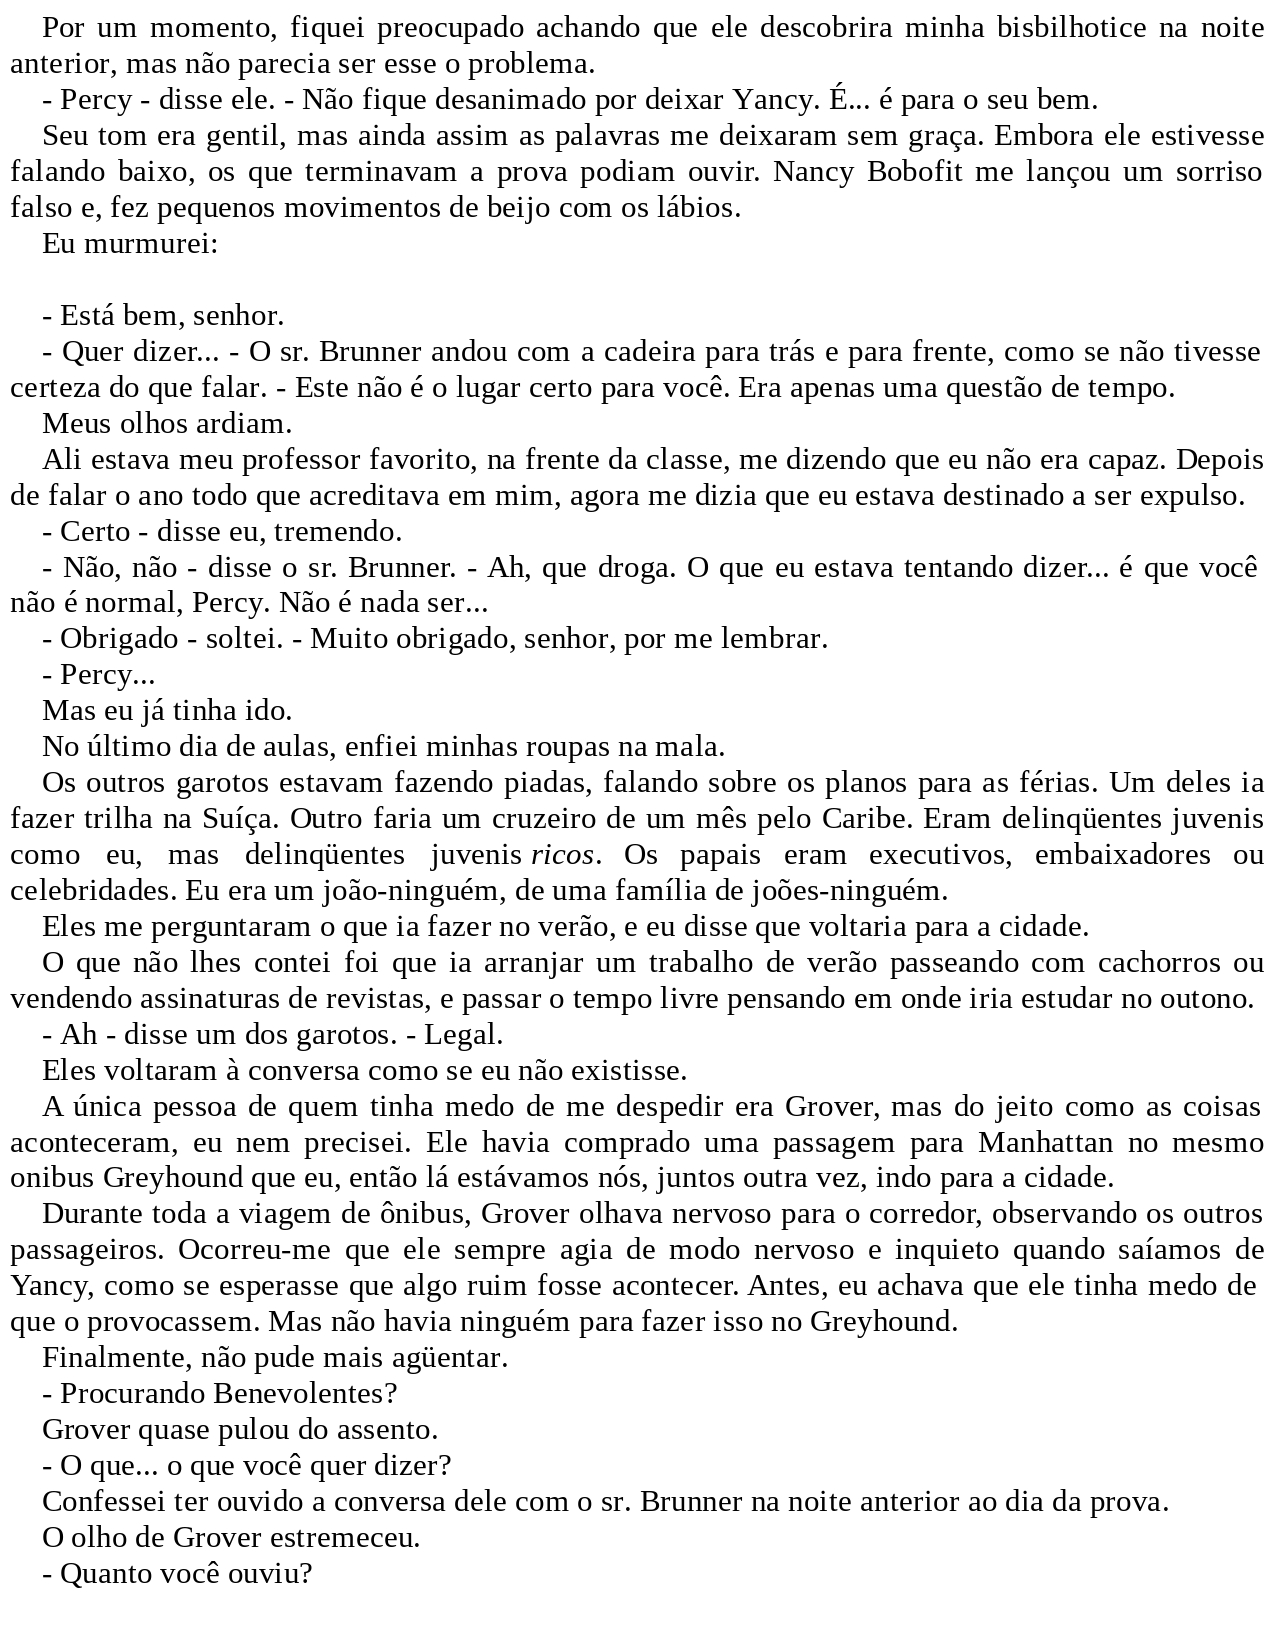 Por um momento, fiquei preocupado achando que ele descobrira minha bisbilhotice na noite
anterior, mas não parecia ser esse o problema.
- Percy - disse ele. - Não fique desanimado por deixar Yancy. É... é para o seu bem.
Seu tom era gentil, mas ainda assim as palavras me deixaram sem graça. Embora ele estivesse
falando baixo, os que terminavam a prova podiam ouvir. Nancy Bobofit me lançou um sorriso
falso e, fez pequenos movimentos de beijo com os lábios.
Eu murmurei:
- Está bem, senhor.
- Quer dizer... - O sr. Brunner andou com a cadeira para trás e para frente, como se não tivesse
certeza do que falar. - Este não é o lugar certo para você. Era apenas uma questão de tempo.
Meus olhos ardiam.
Ali estava meu professor favorito, na frente da classe, me dizendo que eu não era capaz. Depois
de falar o ano todo que acreditava em mim, agora me dizia que eu estava destinado a ser expulso.
- Certo - disse eu, tremendo.
- Não, não - disse o sr. Brunner. - Ah, que droga. O que eu estava tentando dizer... é que você
não é normal, Percy. Não é nada ser...
- Obrigado - soltei. - Muito obrigado, senhor, por me lembrar.
- Percy...
Mas eu já tinha ido.
No último dia de aulas, enfiei minhas roupas na mala.
Os outros garotos estavam fazendo piadas, falando sobre os planos para as férias. Um deles ia
fazer trilha na Suíça. Outro faria um cruzeiro de um mês pelo Caribe. Eram delinqüentes juvenis
como eu, mas delinqüentes juvenis ricos. Os papais eram executivos, embaixadores ou
celebridades. Eu era um joão-ninguém, de uma família de joões-ninguém.
Eles me perguntaram o que ia fazer no verão, e eu disse que voltaria para a cidade.
O que não lhes contei foi que ia arranjar um trabalho de verão passeando com cachorros ou
vendendo assinaturas de revistas, e passar o tempo livre pensando em onde iria estudar no outono.
- Ah - disse um dos garotos. - Legal.
Eles voltaram à conversa como se eu não existisse.
A única pessoa de quem tinha medo de me despedir era Grover, mas do jeito como as coisas
aconteceram, eu nem precisei. Ele havia comprado uma passagem para Manhattan no mesmo
onibus Greyhound que eu, então lá estávamos nós, juntos outra vez, indo para a cidade.
Durante toda a viagem de ônibus, Grover olhava nervoso para o corredor, observando os outros
passageiros. Ocorreu-me que ele sempre agia de modo nervoso e inquieto quando saíamos de
Yancy, como se esperasse que algo ruim fosse acontecer. Antes, eu achava que ele tinha medo de
que o provocassem. Mas não havia ninguém para fazer isso no Greyhound.
Finalmente, não pude mais agüentar.
- Procurando Benevolentes?
Grover quase pulou do assento.
- O que... o que você quer dizer?
Confessei ter ouvido a conversa dele com o sr. Brunner na noite anterior ao dia da prova.
O olho de Grover estremeceu.
- Quanto você ouviu?